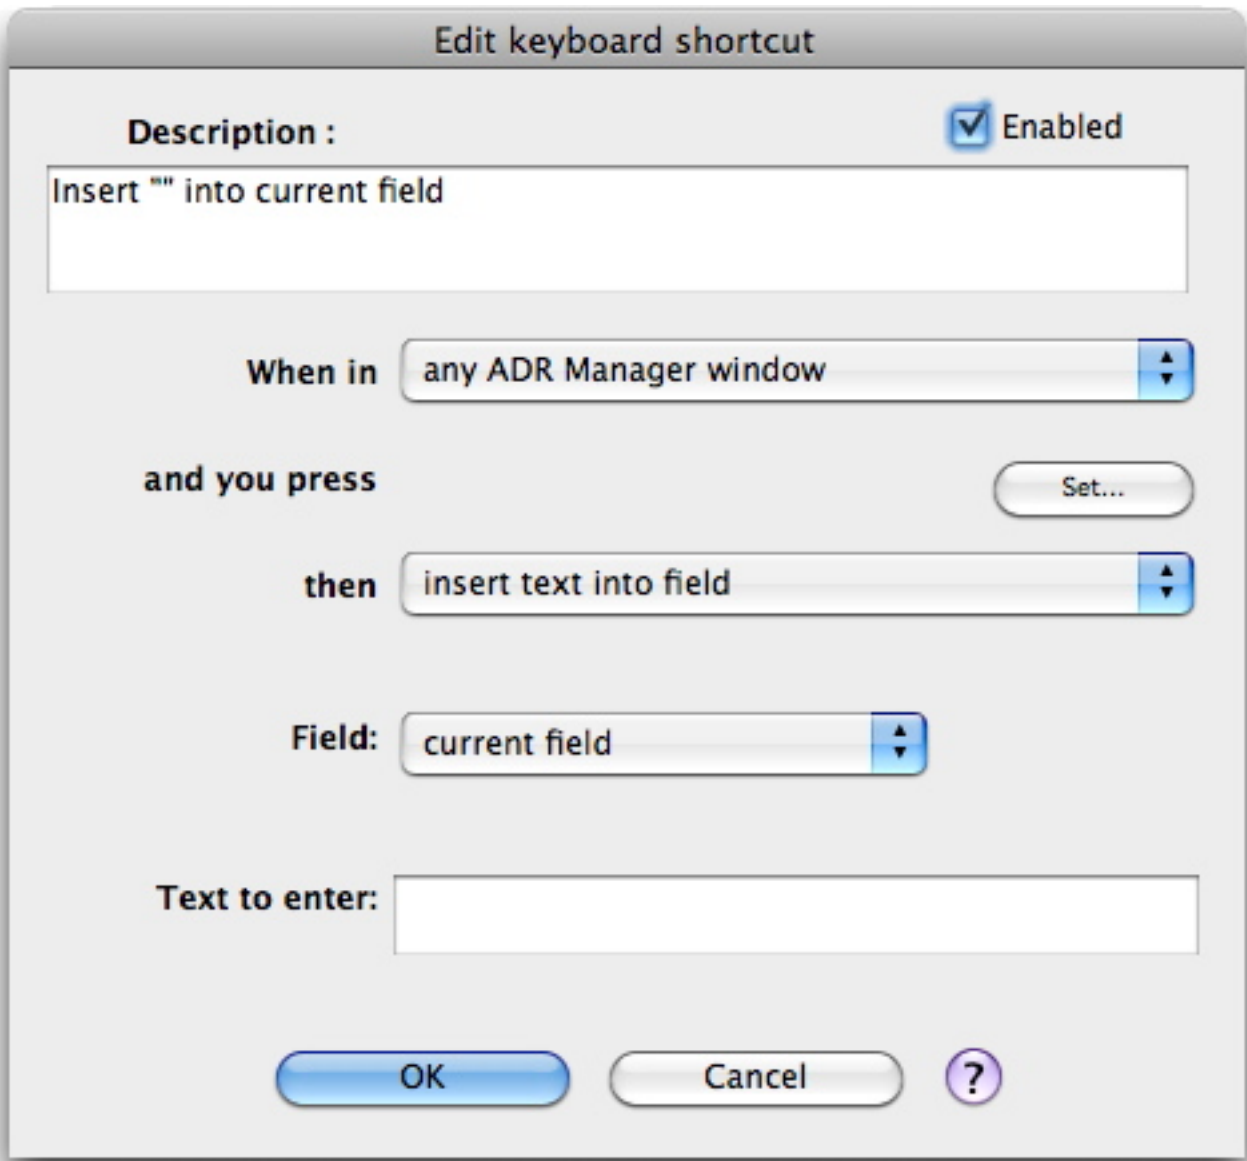 Edit keyboard shortcut
Description :
Enabled
Insert "" into current field
When in any ADR Manager window
and you press Set...
then insert text into field
Field: current field
Text to enter:
OK Cancel ?